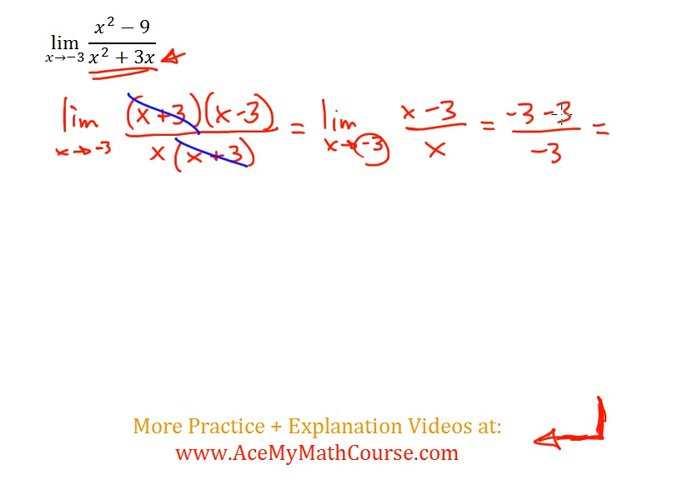 lim x→-3 x² − 9 / x² + 3x
lim x→-3 (x+3)(x-3) / x(x+3) = lim x→-3 x-3 / x = -3-3 / -3 =
More Practice + Explanation Videos at:
www.AceMyMathCourse.com